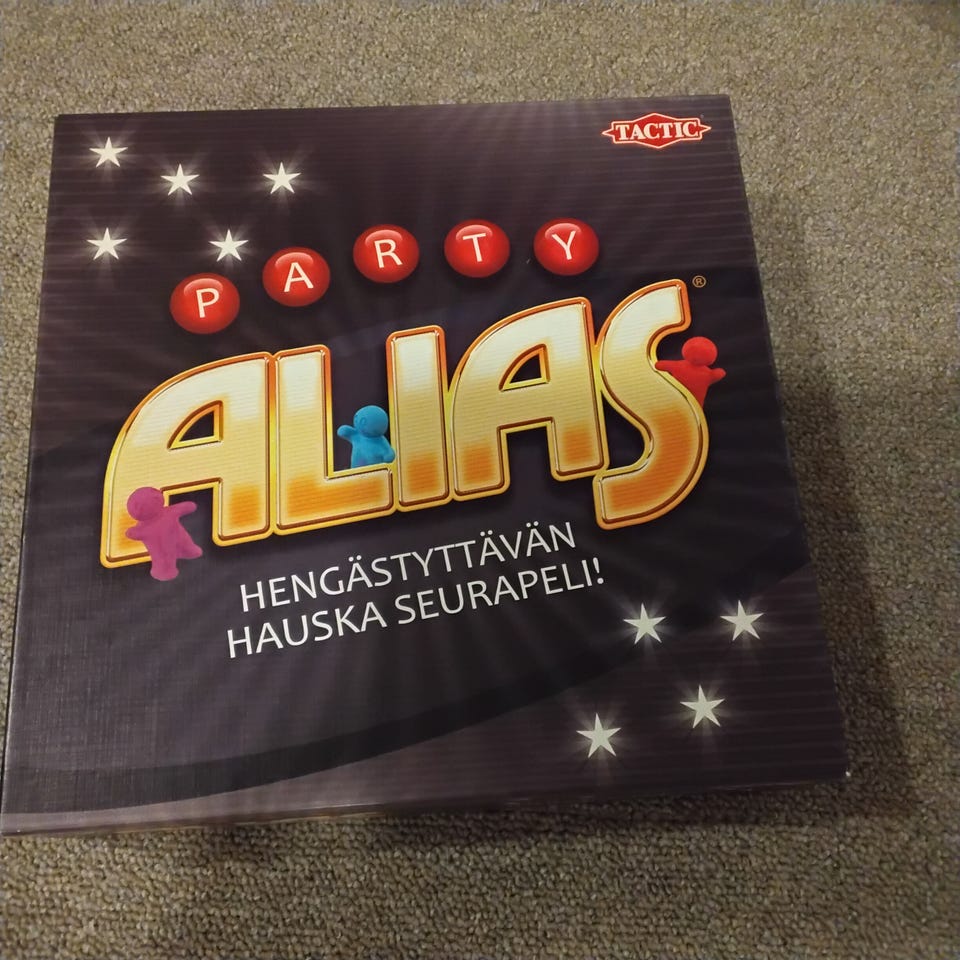 TACTIC
PARTY
ALIAS®
HENGÄSTYTTÄVÄN
HAUSKA SEURAPELI!